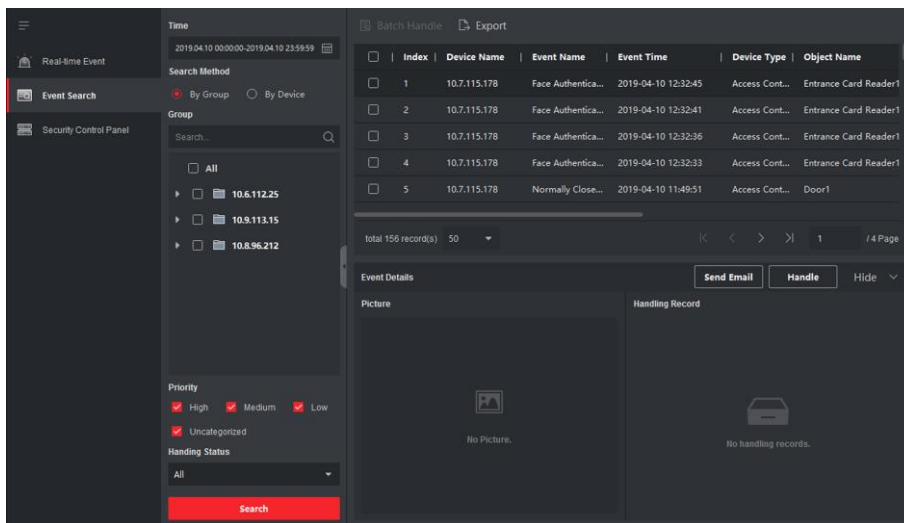 Real-time Event
Event Search
Security Control Panel
Time
2019.04.10 00:00:00-2019.04.10 23:59:59
Search Method
By Group By Device
Group
Search...
All
10.6.112.25
10.9.113.15
10.8.96.212
Priority
High Medium Low
Uncategorized
Handing Status
All
Search
Batch Handle Export
Index | Device Name | Event Name | Event Time | Device Type | Object Name
1 10.7.115.178 Face Authentica... 2019-04-10 12:32:45 Access Cont... Entrance Card Reader1
2 10.7.115.178 Face Authentica... 2019-04-10 12:32:41 Access Cont... Entrance Card Reader1
3 10.7.115.178 Face Authentica... 2019-04-10 12:32:36 Access Cont... Entrance Card Reader1
4 10.7.115.178 Face Authentica... 2019-04-10 12:32:33 Access Cont... Entrance Card Reader1
5 10.7.115.178 Normally Close... 2019-04-10 11:49:51 Access Cont... Door1
total 156 record(s) 50 1 / 4 Page
Event Details Send Email Handle Hide
Picture Handling Record
No Picture. No handling records.